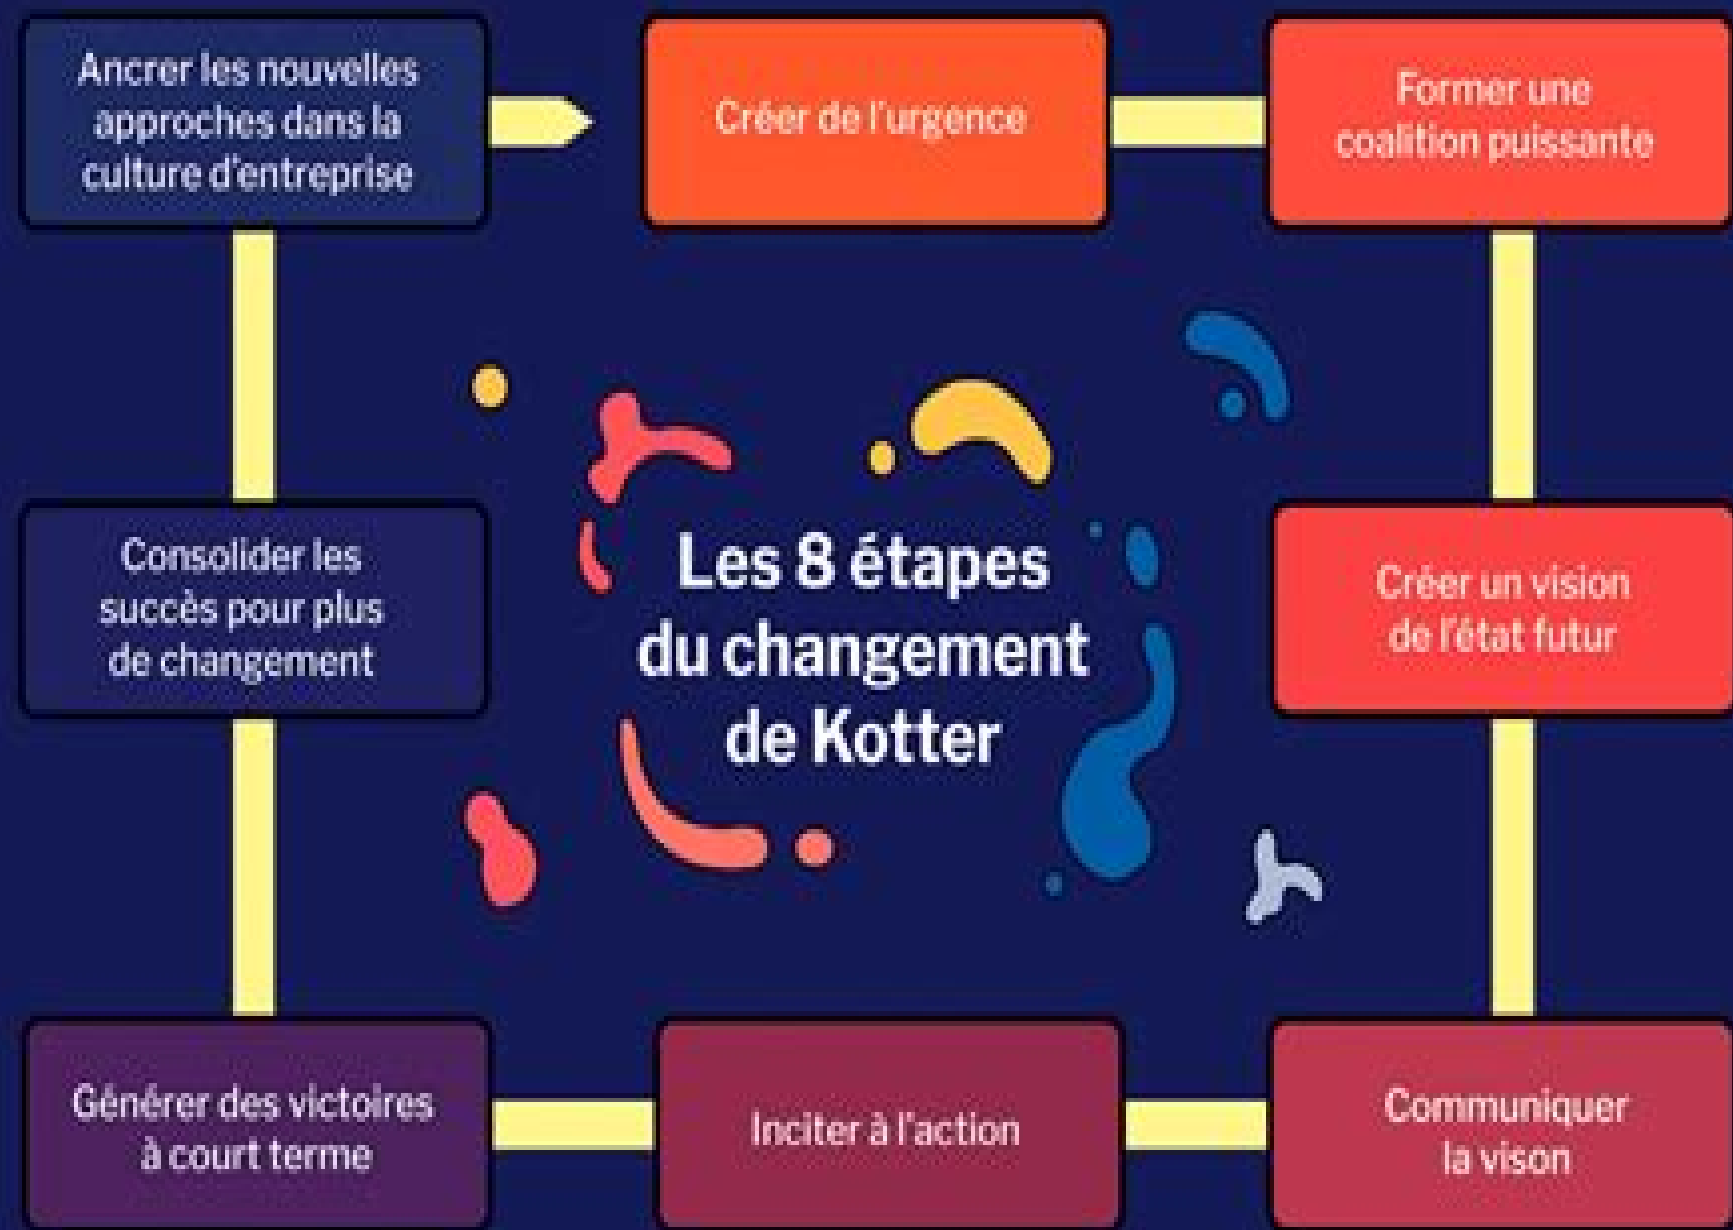 Ancrer les nouvelles
approches dans la
culture d'entreprise
Créer de l'urgence
Former une
coalition puissante
Consolider les
succès pour plus
de changement
Les 8 étapes
du changement
de Kotter
Créer un vision
de l'état futur
Générer des victoires
à court terme
Inciter à l'action
Communiquer
la vison